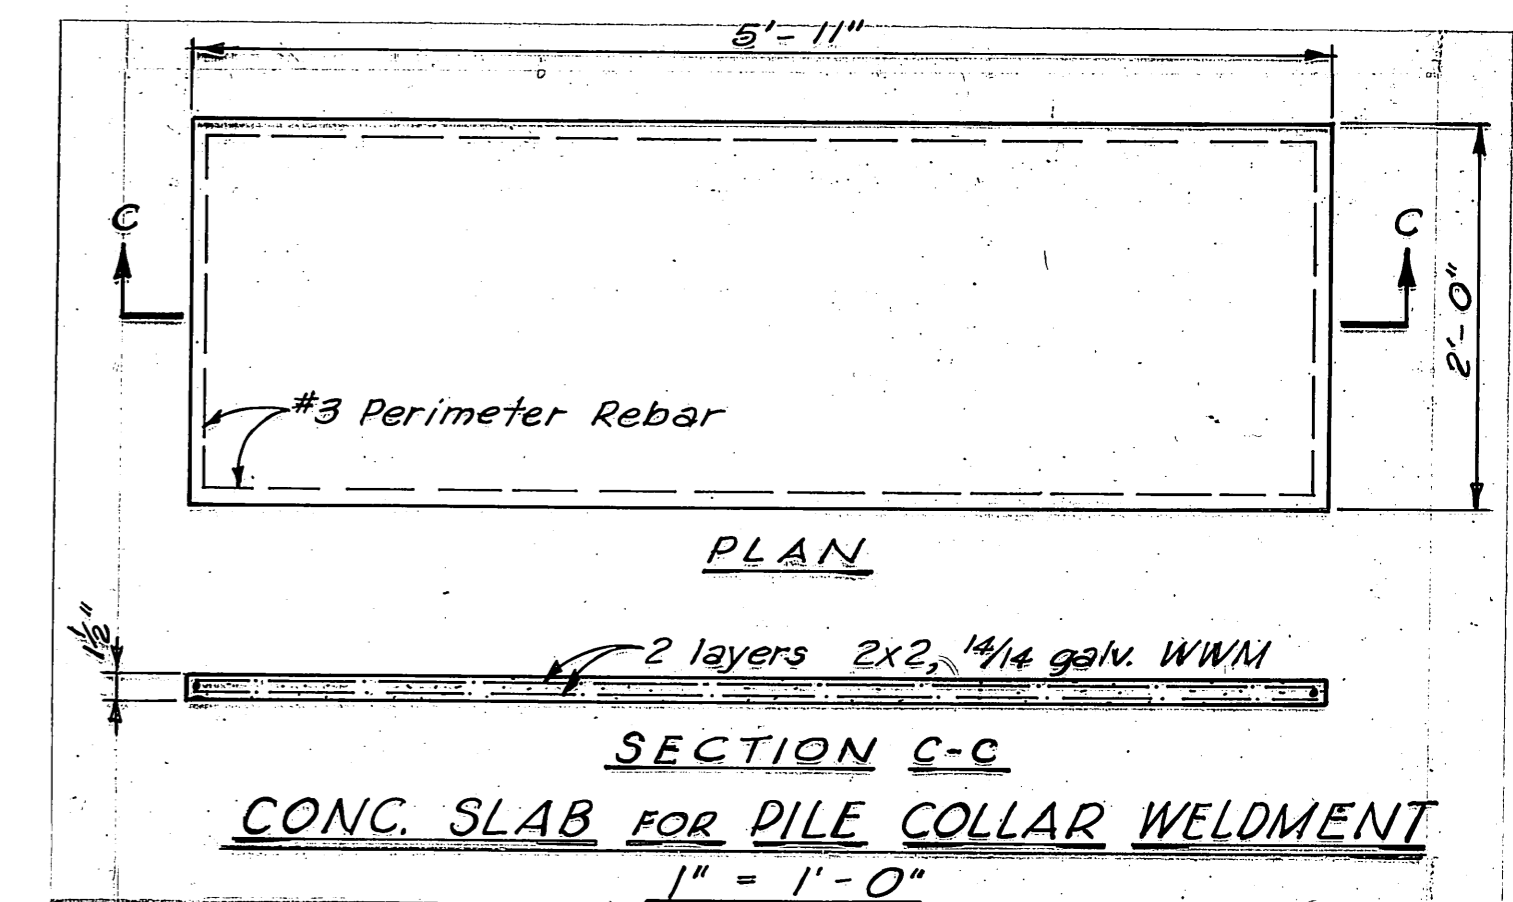 5'-11"
C
C
2'-0"
#3 Perimeter Rebar
PLAN
1½"
2 layers 2x2, 14/14 galv. WWM
SECTION C-C
CONC. SLAB FOR PILE COLLAR WELDMENT
1" = 1'-0"